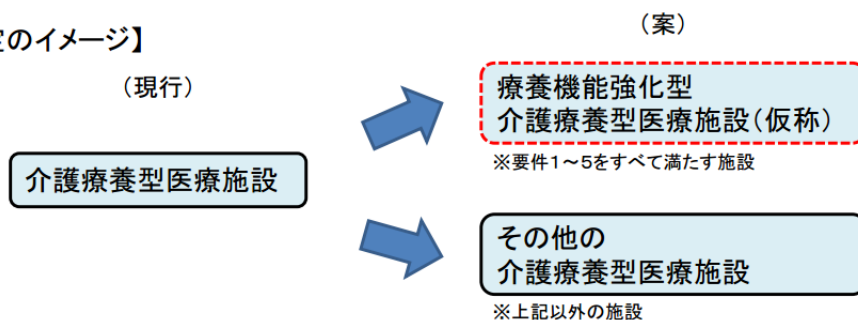 定のイメージ】
（現行）
（案）
介護療養型医療施設
療養機能強化型
介護療養型医療施設（仮称）
※要件１～５をすべて満たす施設
その他の
介護療養型医療施設
※上記以外の施設